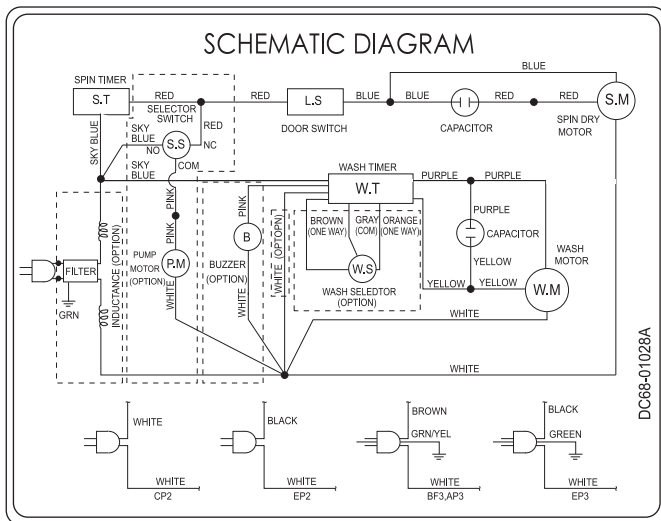 SCHEMATIC DIAGRAM
BLUE
SPIN TIMER
S.T
RED
SELECTOR
SWITCH
RED
L.S
BLUE
BLUE
RED
RED
S.M
DOOR SWITCH
CAPACITOR
SPIN DRY
MOTOR
SKY BLUE
SKY
BLUE
NO
S.S
NC
RED
COM
SKY
BLUE
WASH TIMER
W.T
PURPLE
PURPLE
PINK
PINK
PINK
BROWN
(ONE WAY)
GRAY
(COM)
ORANGE
(ONE WAY)
PURPLE
CAPACITOR
YELLOW
WASH
MOTOR
W.M
FILTER
GRN
INDUCTANCE (OPTION)
PUMP
MOTOR
(OPTION)
P.M
WHITE
B
BUZZER
(OPTION)
WHITE
WHITE (OPTOPN)
W.S
WASH SELEDTOR
(OPTION)
YELLOW
YELLOW
WHITE
WHITE
DC68-01028A
WHITE
WHITE
CP2
BLACK
WHITE
EP2
BROWN
GRN/YEL
WHITE
BF3,AP3
BLACK
GREEN
WHITE
EP3